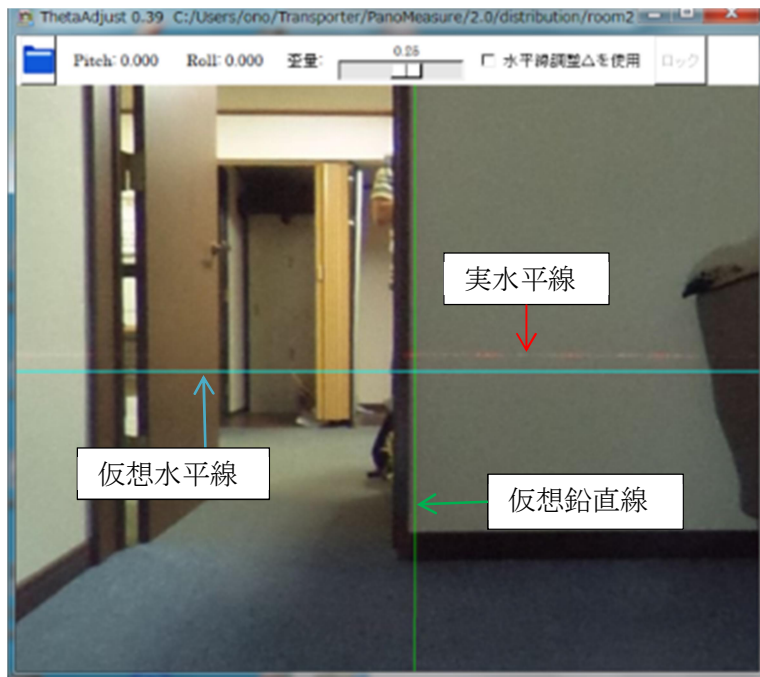 ThetaAdjust 0.39 C:/Users/ono/Transporter/PanoMeasure/2.0/distribution/room2
Pitch: 0.000 Roll: 0.000 歪量: 0.25 水平線調整△を使用 ロック
実水平線
仮想水平線
仮想鉛直線